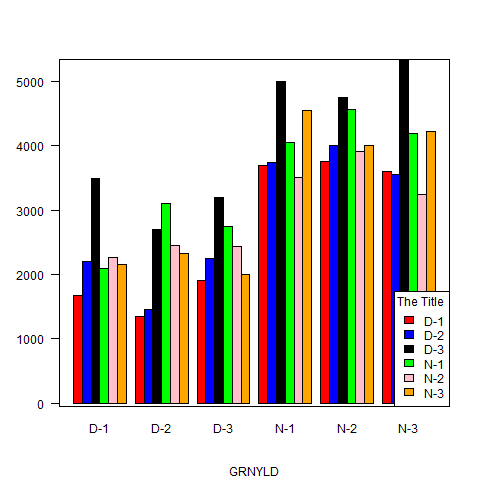 5000
4000
3000
2000
1000
0
The Title
D-1
D-2
D-3
N-1
N-2
N-3
D-1 D-2 D-3 N-1 N-2 N-3
GRNYLD